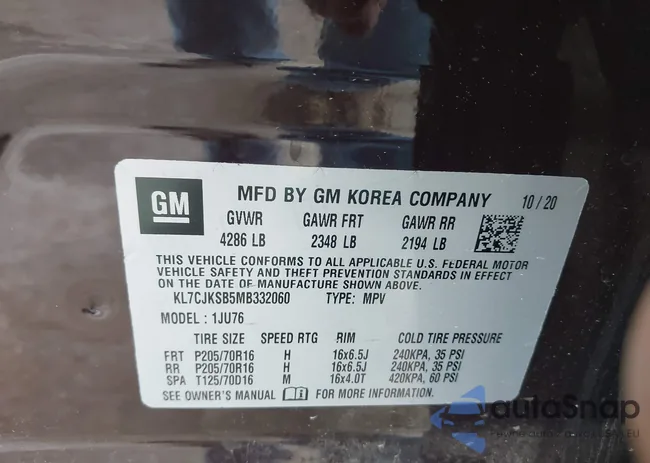 GM MFD BY GM KOREA COMPANY 10/20
GVWR GAWR FRT GAWR RR
4286 LB 2348 LB 2194 LB
THIS VEHICLE CONFORMS TO ALL APPLICABLE U.S. FEDERAL MOTOR
VEHICLE SAFETY AND THEFT PREVENTION STANDARDS IN EFFECT
ON THE DATE OF MANUFACTURE SHOWN ABOVE.
KL7CJKSB5MB332060 TYPE: MPV
MODEL : 1JU76
TIRE SIZE SPEED RTG RIM COLD TIRE PRESSURE
FRT P205/70R16 H 16x6.5J 240KPA, 35 PSI
RR P205/70R16 H 16x6.5J 240KPA, 35 PSI
SPA T125/70D16 M 16x4.0T 420KPA, 60 PSI
SEE OWNER'S MANUAL FOR MORE INFORMATION.
autoSnap